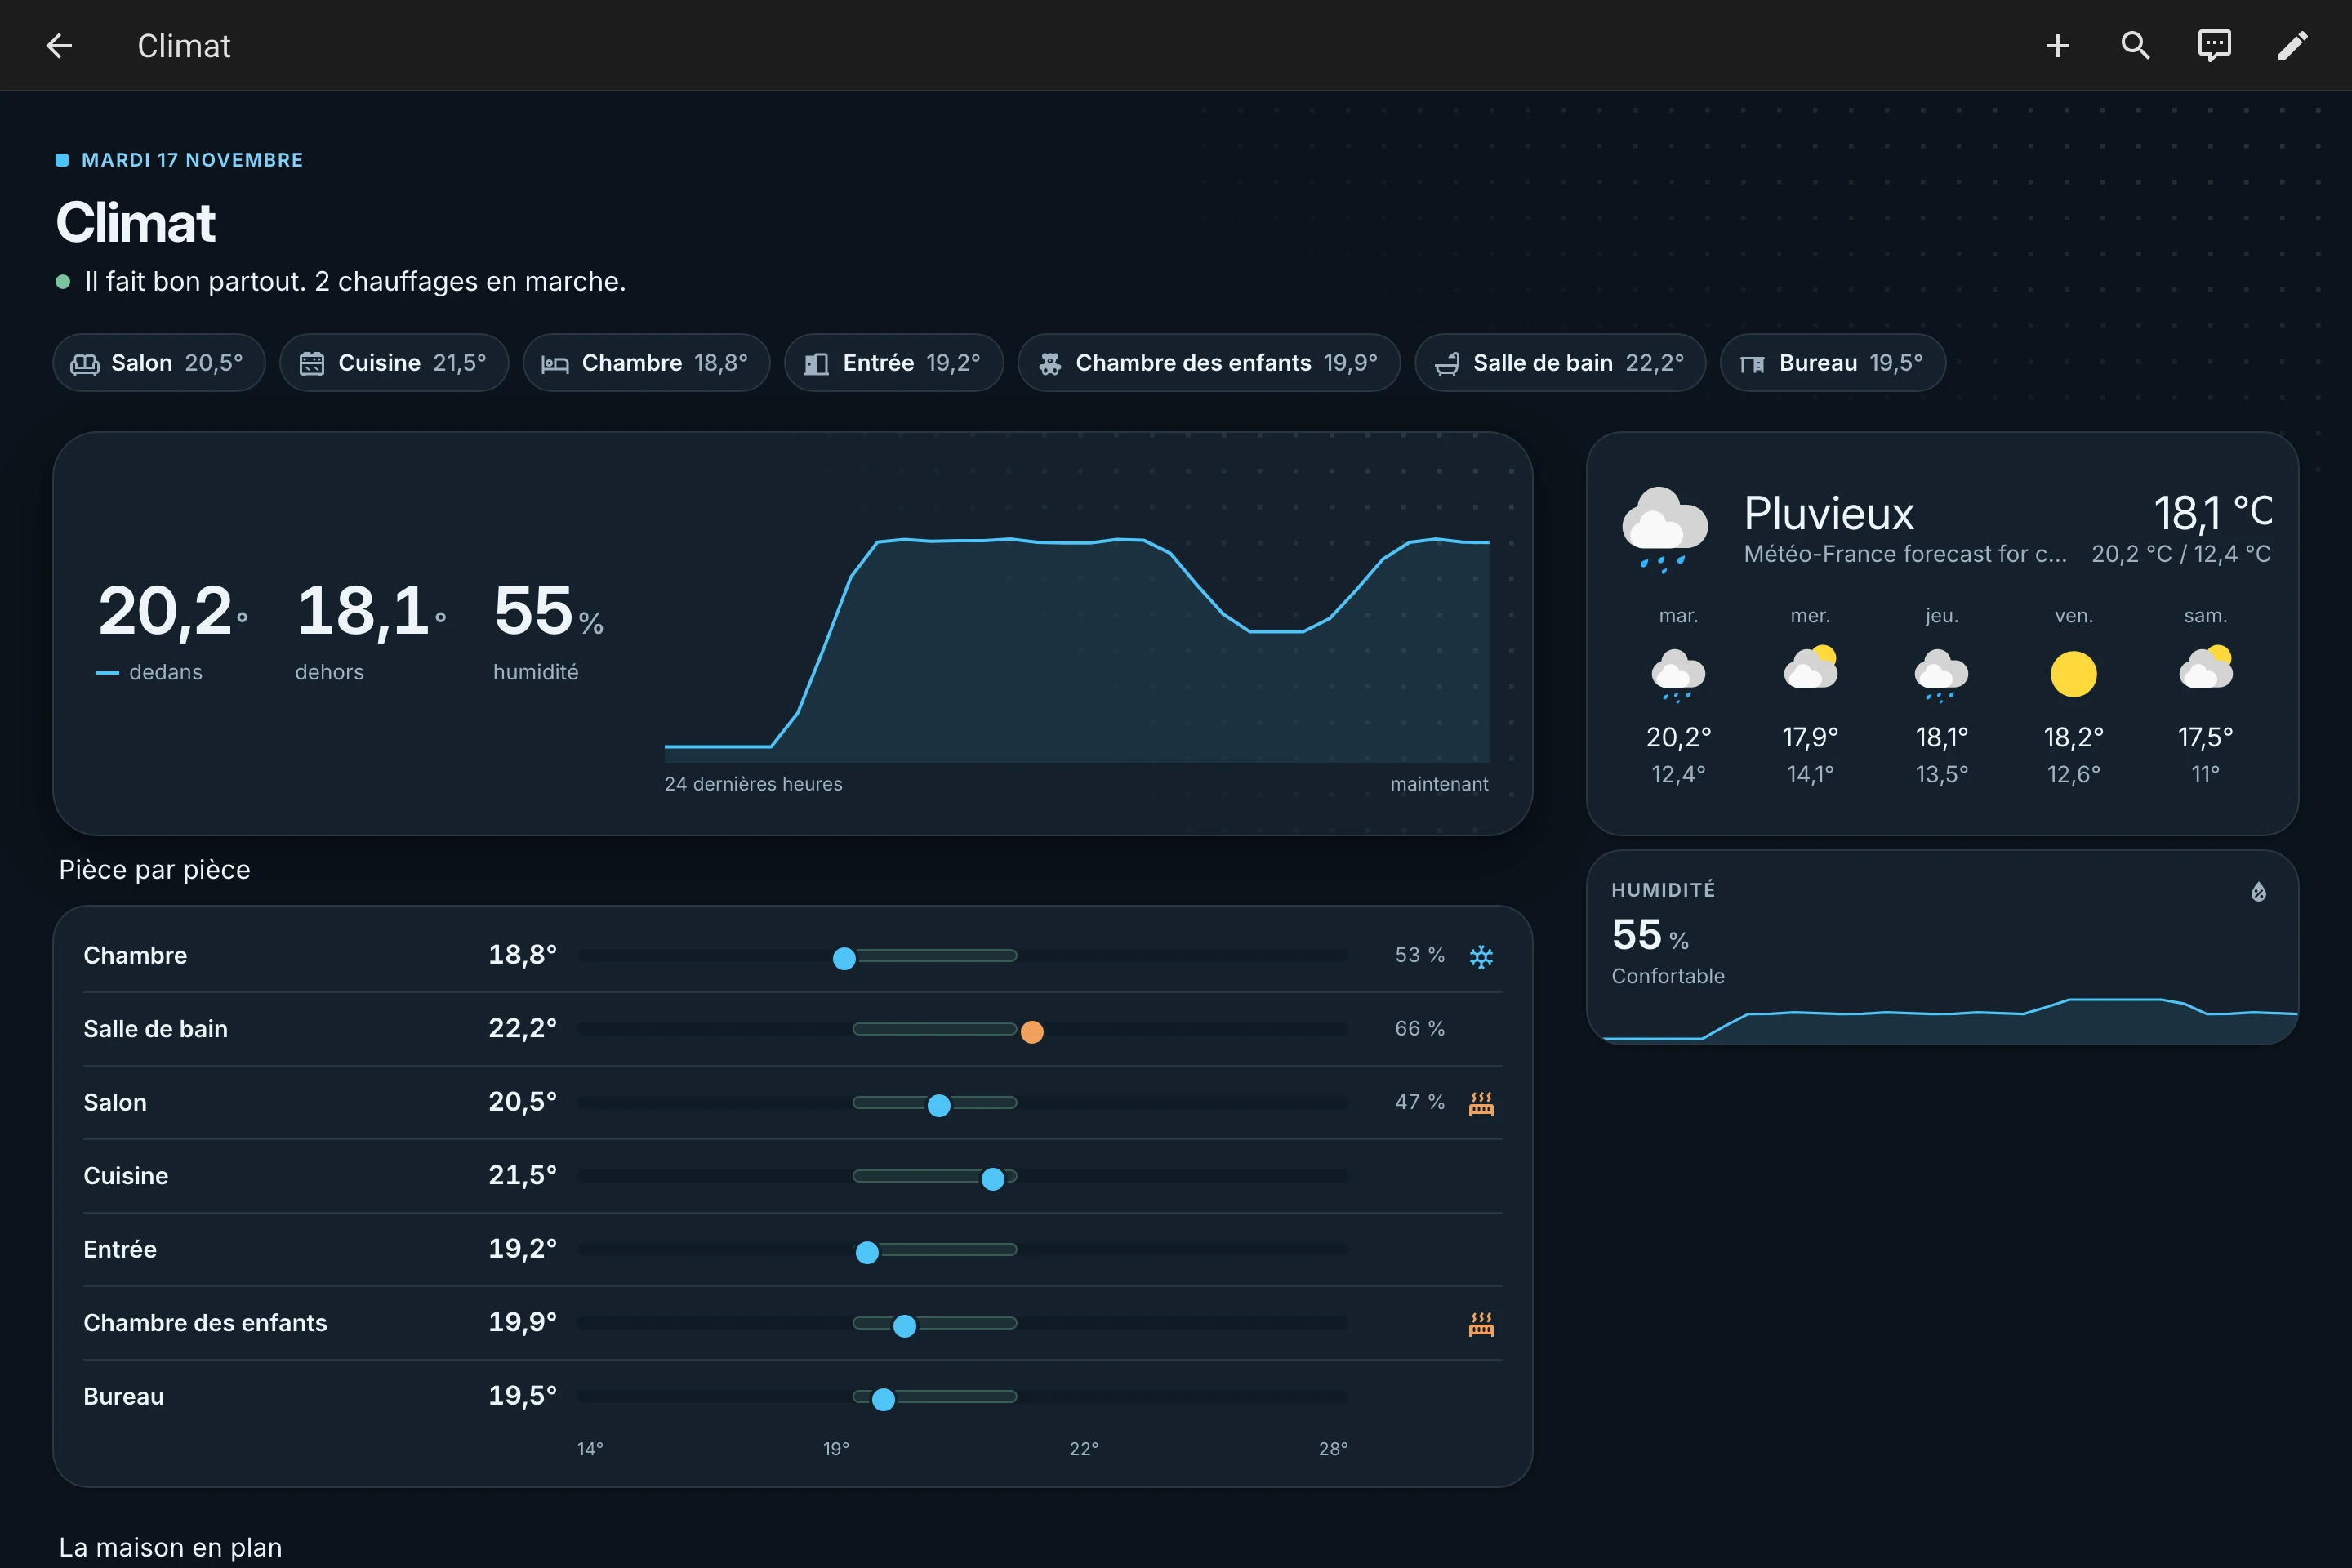 Climat
MARDI 17 NOVEMBRE
Climat
Il fait bon partout. 2 chauffages en marche.
Salon 20,5° Cuisine 21,5° Chambre 18,8° Entrée 19,2° Chambre des enfants 19,9° Salle de bain 22,2° Bureau 19,5°
20,2° 18,1° 55 %
dedans dehors humidité
24 dernières heures maintenant
Pluvieux 18,1 °C
Météo-France forecast for c... 20,2 °C / 12,4 °C
mar. mer. jeu. ven. sam.
20,2° 17,9° 18,1° 18,2° 17,5°
12,4° 14,1° 13,5° 12,6° 11°
HUMIDITÉ
55 %
Confortable
Pièce par pièce
Chambre 18,8° 53 %
Salle de bain 22,2° 66 %
Salon 20,5° 47 %
Cuisine 21,5°
Entrée 19,2°
Chambre des enfants 19,9°
Bureau 19,5°
14° 19° 22° 28°
La maison en plan